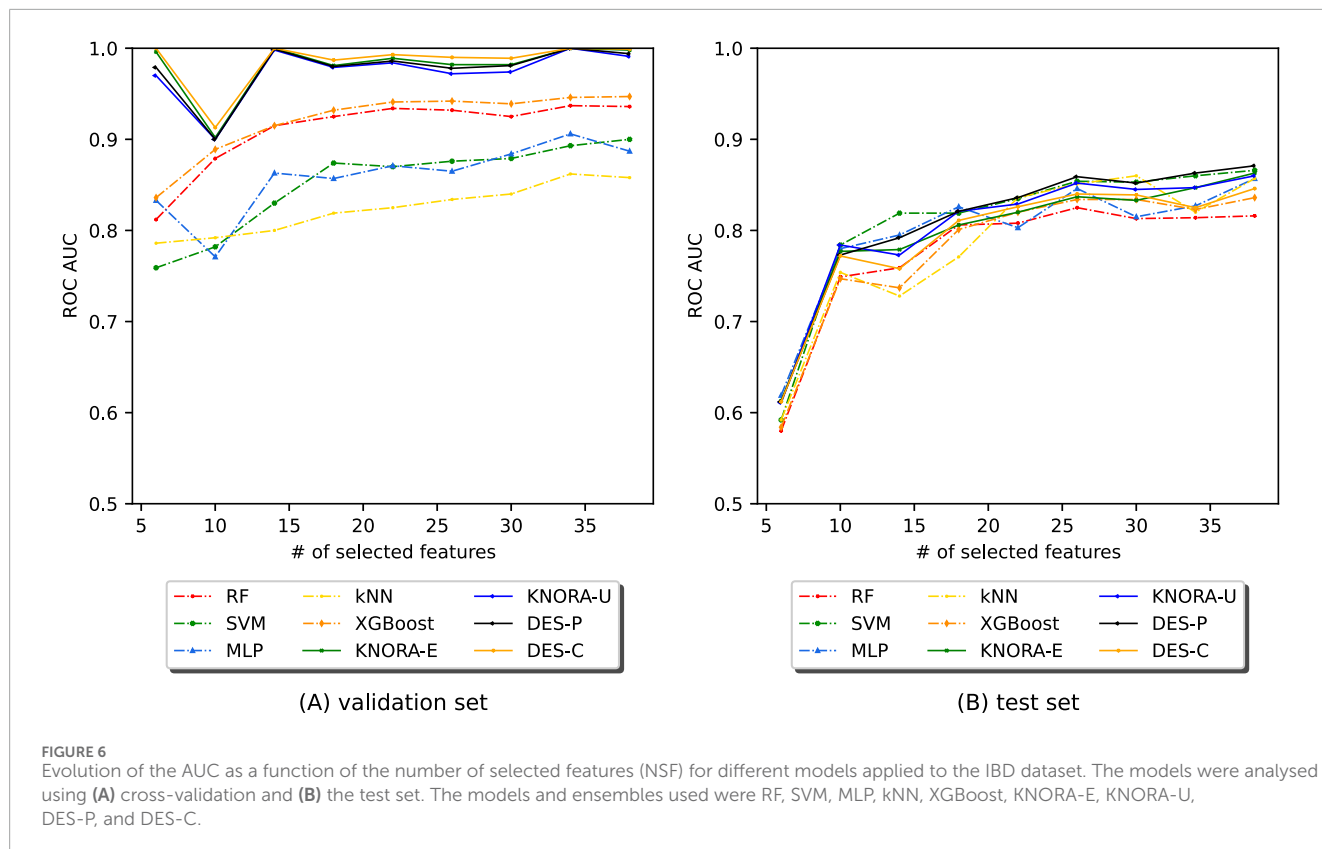 1.0
0.9
0.8
0.7
0.6
0.5
ROC AUC
5 10 15 20 25 30 35
# of selected features
RF kNN KNORA-U
SVM XGBoost DES-P
MLP KNORA-E DES-C
(A) validation set
1.0
0.9
0.8
0.7
0.6
0.5
ROC AUC
5 10 15 20 25 30 35
# of selected features
RF kNN KNORA-U
SVM XGBoost DES-P
MLP KNORA-E DES-C
(B) test set
FIGURE 6
Evolution of the AUC as a function of the number of selected features (NSF) for different models applied to the IBD dataset. The models were analysed
using (A) cross-validation and (B) the test set. The models and ensembles used were RF, SVM, MLP, kNN, XGBoost, KNORA-E, KNORA-U,
DES-P, and DES-C.